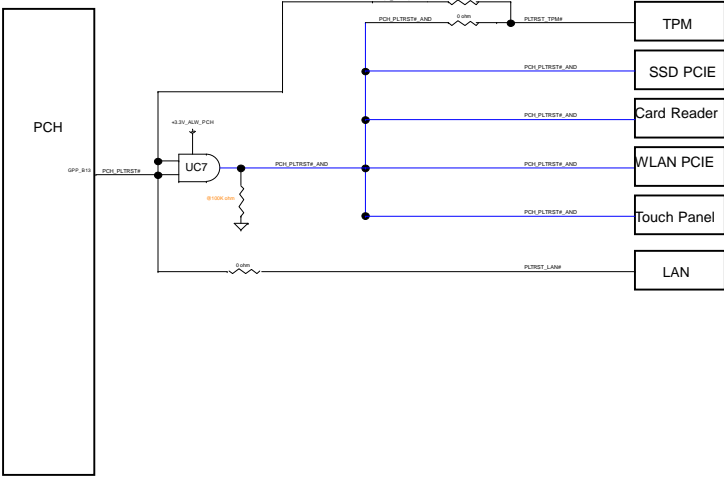 PCH_PLTRST#_AND
0 ohm
PLTRST_TPM#
TPM
PCH_PLTRST#_AND
SSD PCIE
PCH
+3.3V_ALW_PCH
PCH_PLTRST#_AND
Card Reader
GPP_B13
PCH_PLTRST#
UC7
PCH_PLTRST#_AND
PCH_PLTRST#_AND
WLAN PCIE
@100K ohm
PCH_PLTRST#_AND
Touch Panel
0 ohm
PLTRST_LAN#
LAN